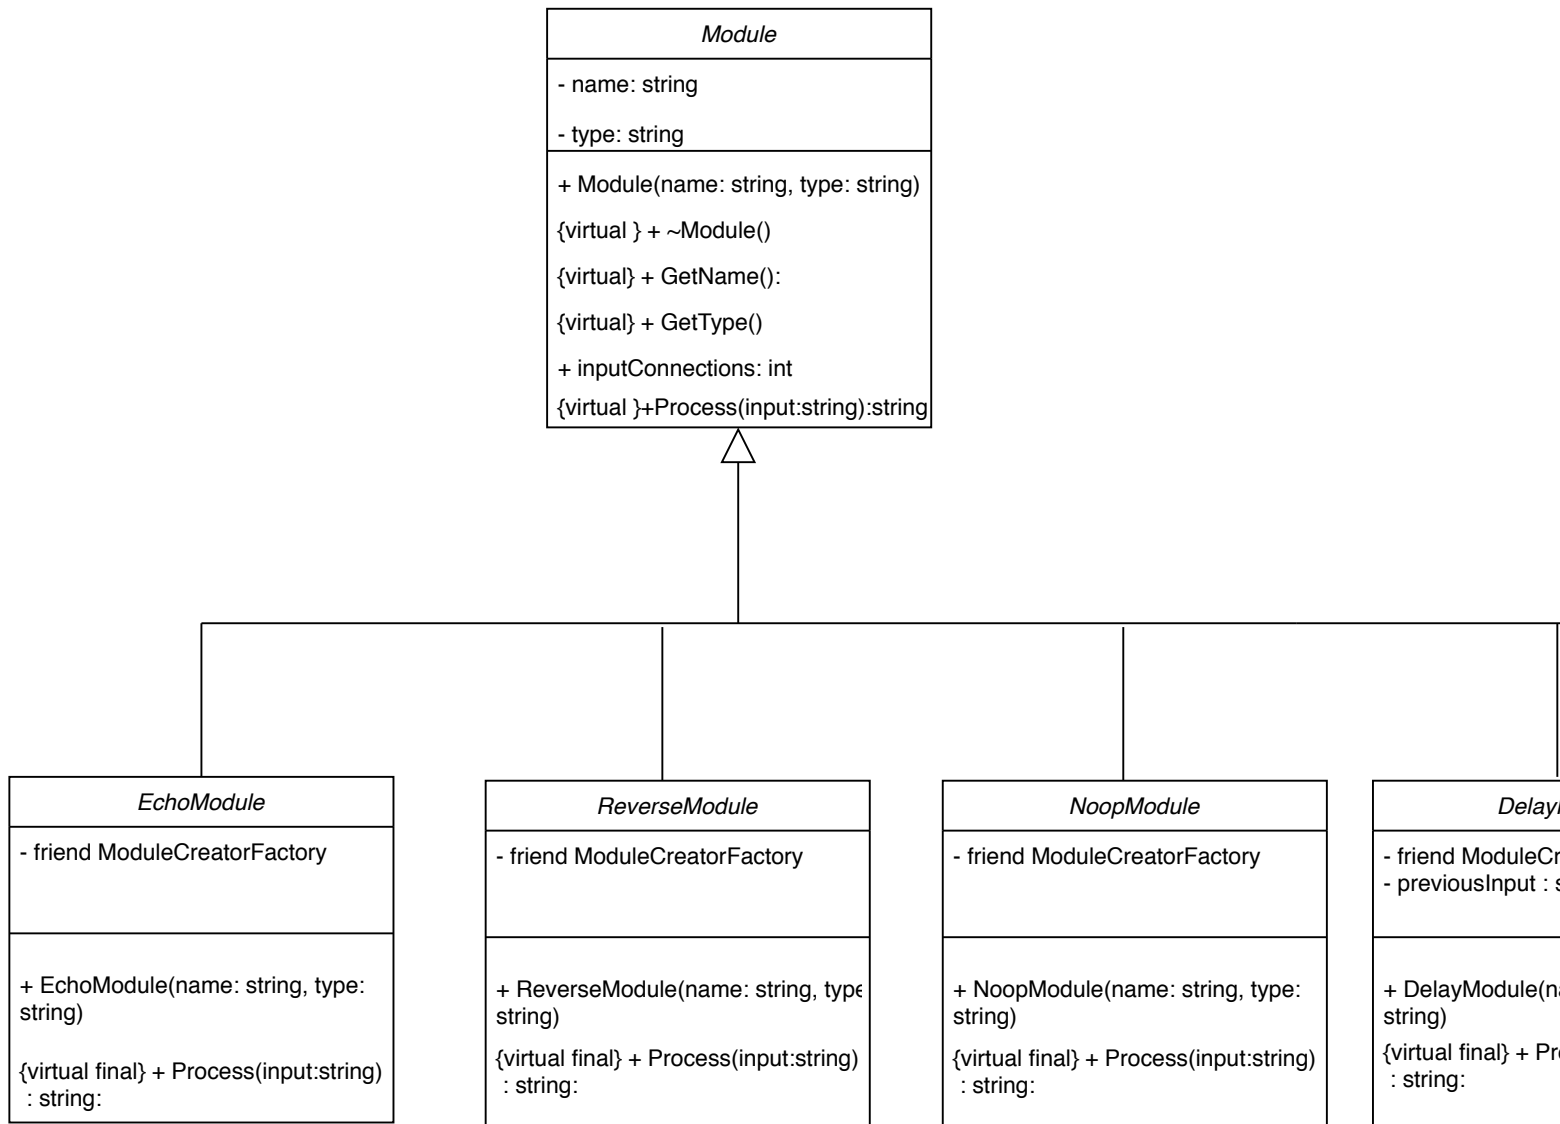 Module
- name: string
- type: string
+ Module(name: string, type: string)
{virtual } + ~Module()
{virtual} + GetName():
{virtual} + GetType()
+ inputConnections: int
{virtual }+Process(input:string):string
EchoModule
- friend ModuleCreatorFactory
+ EchoModule(name: string, type:
string)
{virtual final} + Process(input:string)
: string:
ReverseModule
- friend ModuleCreatorFactory
+ ReverseModule(name: string, type
string)
{virtual final} + Process(input:string)
: string:
NoopModule
- friend ModuleCreatorFactory
+ NoopModule(name: string, type:
string)
{virtual final} + Process(input:string)
: string:
Delay
- friend
- previousInput :
+
string)
{virtual final} +
: string: